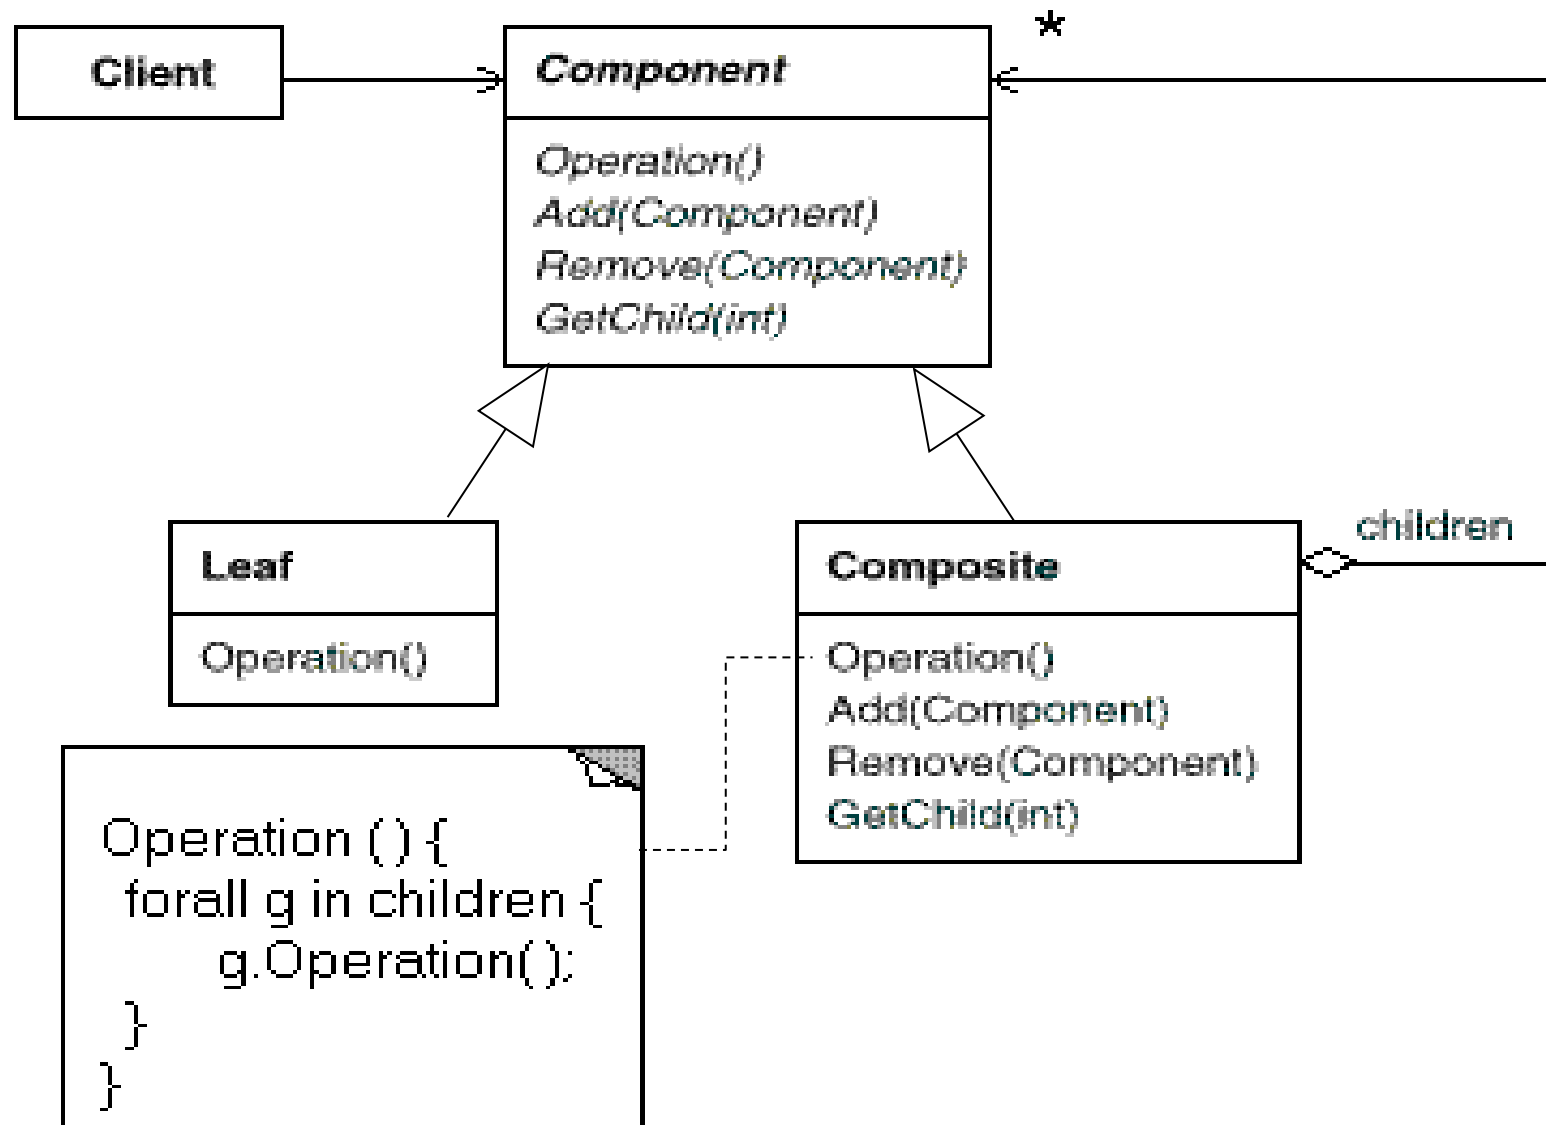 Client
Component
*
Operation()
Add(Component)
Remove(Component)
GetChild(int)
Leaf
Operation()
Composite
children
Operation()
Add(Component)
Remove(Component)
GetChild(int)
Operation () {
forall g in children {
g.Operation();
}
}